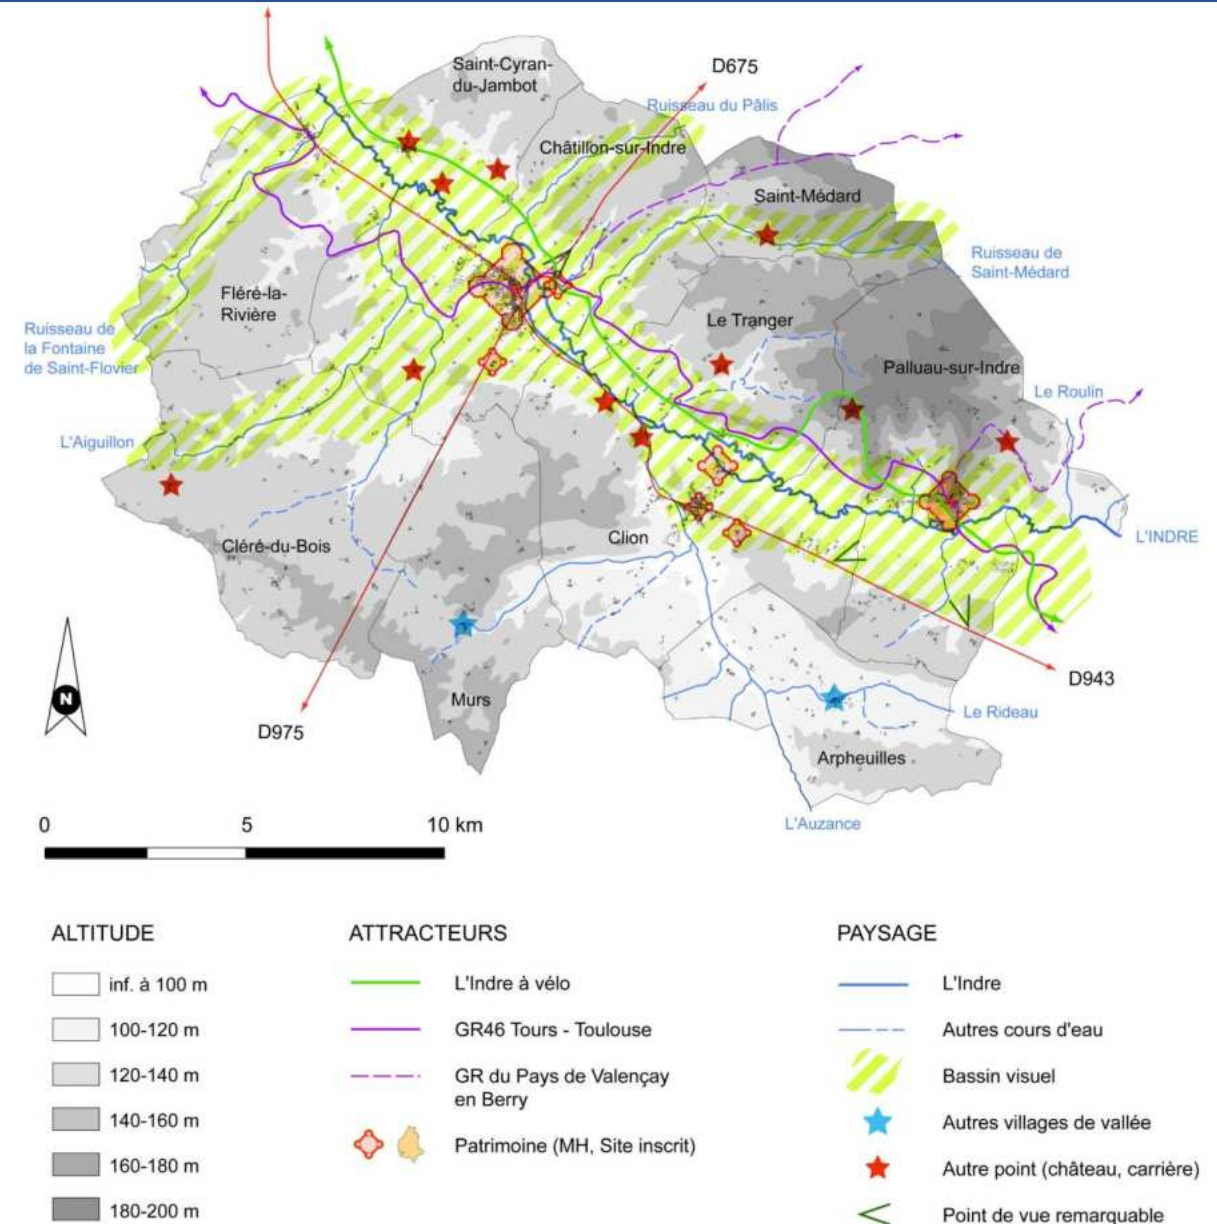 Saint-Cyran-
du-Jambot
D675
Ruisseau du Pâlis
Châtillon-sur-Indre
Saint-Médard
Ruisseau de
Saint-Médard
Fléré-la-
Rivière
Ruisseau de
la Fontaine
de Saint-Flovier
Le Tranger
Palluau-sur-Indre
Le Roulin
L'Aiguillon
Cléré-du-Bois
Clion
L'INDRE
N
D943
Murs
Le Rideau
D975
Arpheuilles
L'Auzance
0 5 10 km
ALTITUDE
inf. à 100 m
100-120 m
120-140 m
140-160 m
160-180 m
180-200 m
ATTRACTEURS
L'Indre à vélo
GR46 Tours - Toulouse
GR du Pays de Valençay
en Berry
Patrimoine (MH, Site inscrit)
PAYSAGE
L'Indre
Autres cours d'eau
Bassin visuel
Autres villages de vallée
Autre point (château, carrière)
Point de vue remarquable